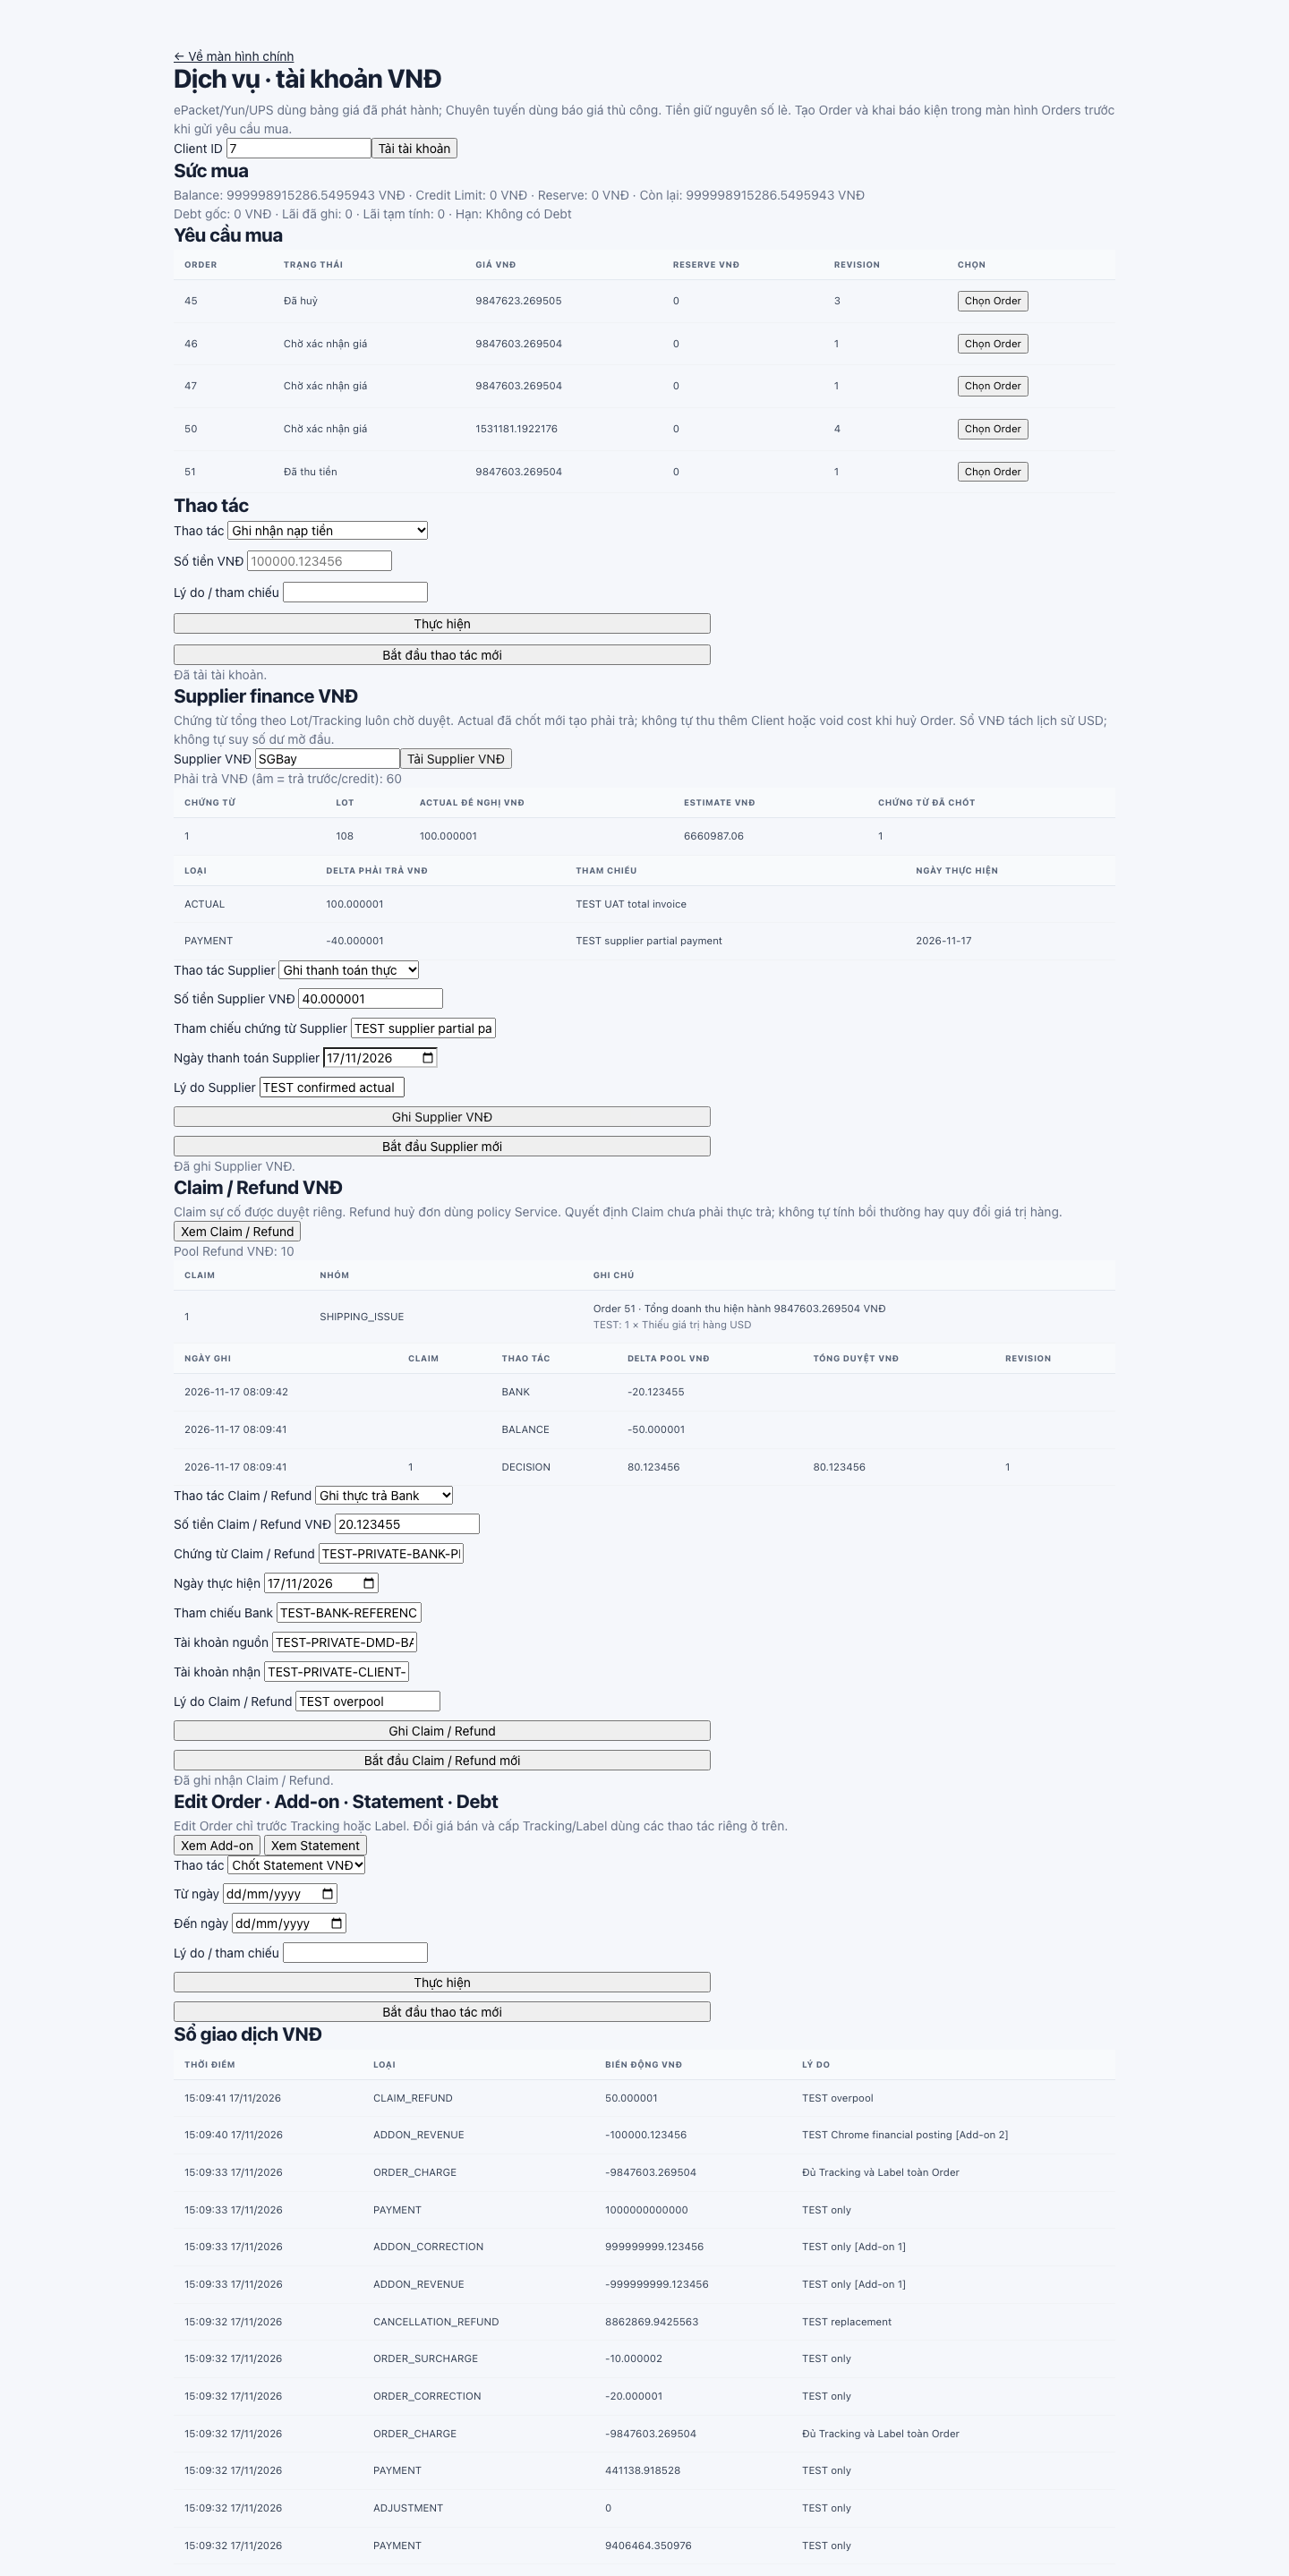 ← Về màn hình chính
Dịch vụ · tài khoản VNĐ
ePacket/Yun/UPS dùng bảng giá đã phát hành; Chuyên tuyến dùng báo giá thủ công. Tiền giữ nguyên số lẻ. Tạo Order và khai báo kiện trong màn hình Orders trước
khi gửi yêu cầu mua.
Client ID 7 Tải tài khoản
Sức mua
Balance: 999998915286.5495943 VNĐ · Credit Limit: 0 VNĐ · Reserve: 0 VNĐ · Còn lại: 999998915286.5495943 VNĐ
Debt gốc: 0 VNĐ · Lãi đã ghi: 0 · Lãi tạm tính: 0 · Hạn: Không có Debt
Yêu cầu mua
ORDER TRẠNG THÁI GIÁ VNĐ RESERVE VNĐ REVISION CHỌN
45 Đã huỷ 9847623.269505 0 3 Chọn Order
46 Chờ xác nhận giá 9847603.269504 0 1 Chọn Order
47 Chờ xác nhận giá 9847603.269504 0 1 Chọn Order
50 Chờ xác nhận giá 1531181.1922176 0 4 Chọn Order
51 Đã thu tiền 9847603.269504 0 1 Chọn Order
Thao tác
Thao tác Ghi nhận nạp tiền
Số tiền VNĐ 100000.123456
Lý do / tham chiếu
Thực hiện
Bắt đầu thao tác mới
Đã tải tài khoản.
Supplier finance VNĐ
Chứng từ tổng theo Lot/Tracking luôn chờ duyệt. Actual đã chốt mới tạo phải trả; không tự thu thêm Client hoặc void cost khi huỷ Order. Sổ VNĐ tách lịch sử USD;
không tự suy số dư mở đầu.
Supplier VNĐ SGBay Tải Supplier VNĐ
Phải trả VNĐ (âm = trả trước/credit): 60
CHỨNG TỪ LOT ACTUAL ĐỀ NGHỊ VNĐ ESTIMATE VNĐ CHỨNG TỪ ĐÃ CHỐT
1 108 100.000001 6660987.06 1
LOẠI DELTA PHẢI TRẢ VNĐ THAM CHIẾU NGÀY THỰC HIỆN
ACTUAL 100.000001 TEST UAT total invoice
PAYMENT -40.000001 TEST supplier partial payment 2026-11-17
Thao tác Supplier Ghi thanh toán thực
Số tiền Supplier VNĐ 40.000001
Tham chiếu chứng từ Supplier TEST supplier partial pa
Ngày thanh toán Supplier 17/11/2026
Lý do Supplier TEST confirmed actual
Ghi Supplier VNĐ
Bắt đầu Supplier mới
Đã ghi Supplier VNĐ.
Claim / Refund VNĐ
Claim sự cố được duyệt riêng. Refund huỷ đơn dùng policy Service. Quyết định Claim chưa phải thực trả; không tự tính bồi thường hay quy đổi giá trị hàng.
Xem Claim / Refund
Pool Refund VNĐ: 10
CLAIM NHÓM GHI CHÚ
1 SHIPPING_ISSUE Order 51 · Tổng doanh thu hiện hành 9847603.269504 VNĐ
TEST: 1 × Thiếu giá trị hàng USD
NGÀY GHI CLAIM THAO TÁC DELTA POOL VNĐ TỔNG DUYỆT VNĐ REVISION
2026-11-17 08:09:42 BANK -20.123455
2026-11-17 08:09:41 BALANCE -50.000001
2026-11-17 08:09:41 1 DECISION 80.123456 80.123456 1
Thao tác Claim / Refund Ghi thực trả Bank
Số tiền Claim / Refund VNĐ 20.123455
Chứng từ Claim / Refund TEST-PRIVATE-BANK-P
Ngày thực hiện 17/11/2026
Tham chiếu Bank TEST-BANK-REFERENC
Tài khoản nguồn TEST-PRIVATE-DMD-BA
Tài khoản nhận TEST-PRIVATE-CLIENT-
Lý do Claim / Refund TEST overpool
Ghi Claim / Refund
Bắt đầu Claim / Refund mới
Đã ghi nhận Claim / Refund.
Edit Order · Add-on · Statement · Debt
Edit Order chỉ trước Tracking hoặc Label. Đổi giá bán và cấp Tracking/Label dùng các thao tác riêng ở trên.
Xem Add-on Xem Statement
Thao tác Chốt Statement VNĐ
Từ ngày dd/mm/yyyy
Đến ngày dd/mm/yyyy
Lý do / tham chiếu
Thực hiện
Bắt đầu thao tác mới
Sổ giao dịch VNĐ
THỜI ĐIỂM LOẠI BIẾN ĐỘNG VNĐ LÝ DO
15:09:41 17/11/2026 CLAIM_REFUND 50.000001 TEST overpool
15:09:40 17/11/2026 ADDON_REVENUE -100000.123456 TEST Chrome financial posting [Add-on 2]
15:09:33 17/11/2026 ORDER_CHARGE -9847603.269504 Đủ Tracking và Label toàn Order
15:09:33 17/11/2026 PAYMENT 1000000000000 TEST only
15:09:33 17/11/2026 ADDON_CORRECTION 999999999.123456 TEST only [Add-on 1]
15:09:33 17/11/2026 ADDON_REVENUE -999999999.123456 TEST only [Add-on 1]
15:09:32 17/11/2026 CANCELLATION_REFUND 8862869.9425563 TEST replacement
15:09:32 17/11/2026 ORDER_SURCHARGE -10.000002 TEST only
15:09:32 17/11/2026 ORDER_CORRECTION -20.000001 TEST only
15:09:32 17/11/2026 ORDER_CHARGE -9847603.269504 Đủ Tracking và Label toàn Order
15:09:32 17/11/2026 PAYMENT 441138.918528 TEST only
15:09:32 17/11/2026 ADJUSTMENT 0 TEST only
15:09:32 17/11/2026 PAYMENT 9406464.350976 TEST only